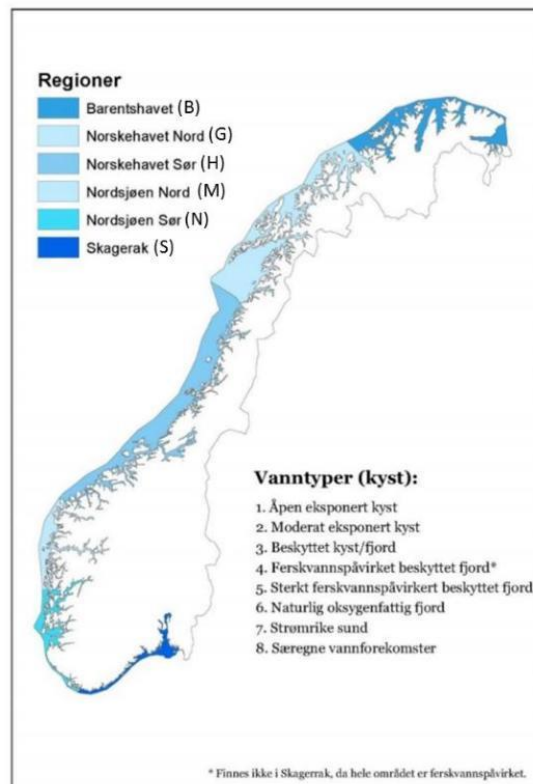 Regioner
Barentshavet (B)
Norskehavet Nord (G)
Norskehavet Sør (H)
Nordsjøen Nord (M)
Nordsjøen Sør (N)
Skagerak (S)
Vanntyper (kyst):
1. Åpen eksponert kyst
2. Moderat eksponert kyst
3. Beskyttet kyst/fjord
4. Ferskvannspåvirket beskyttet fjord*
5. Sterkt ferskvannspåvirkert beskyttet fjord
6. Naturlig oksygenfattig fjord
7. Strømrike sund
8. Særegne vannforekomster
* Finnes ikke i Skagerrak, da hele området er ferskvannspåvirket.